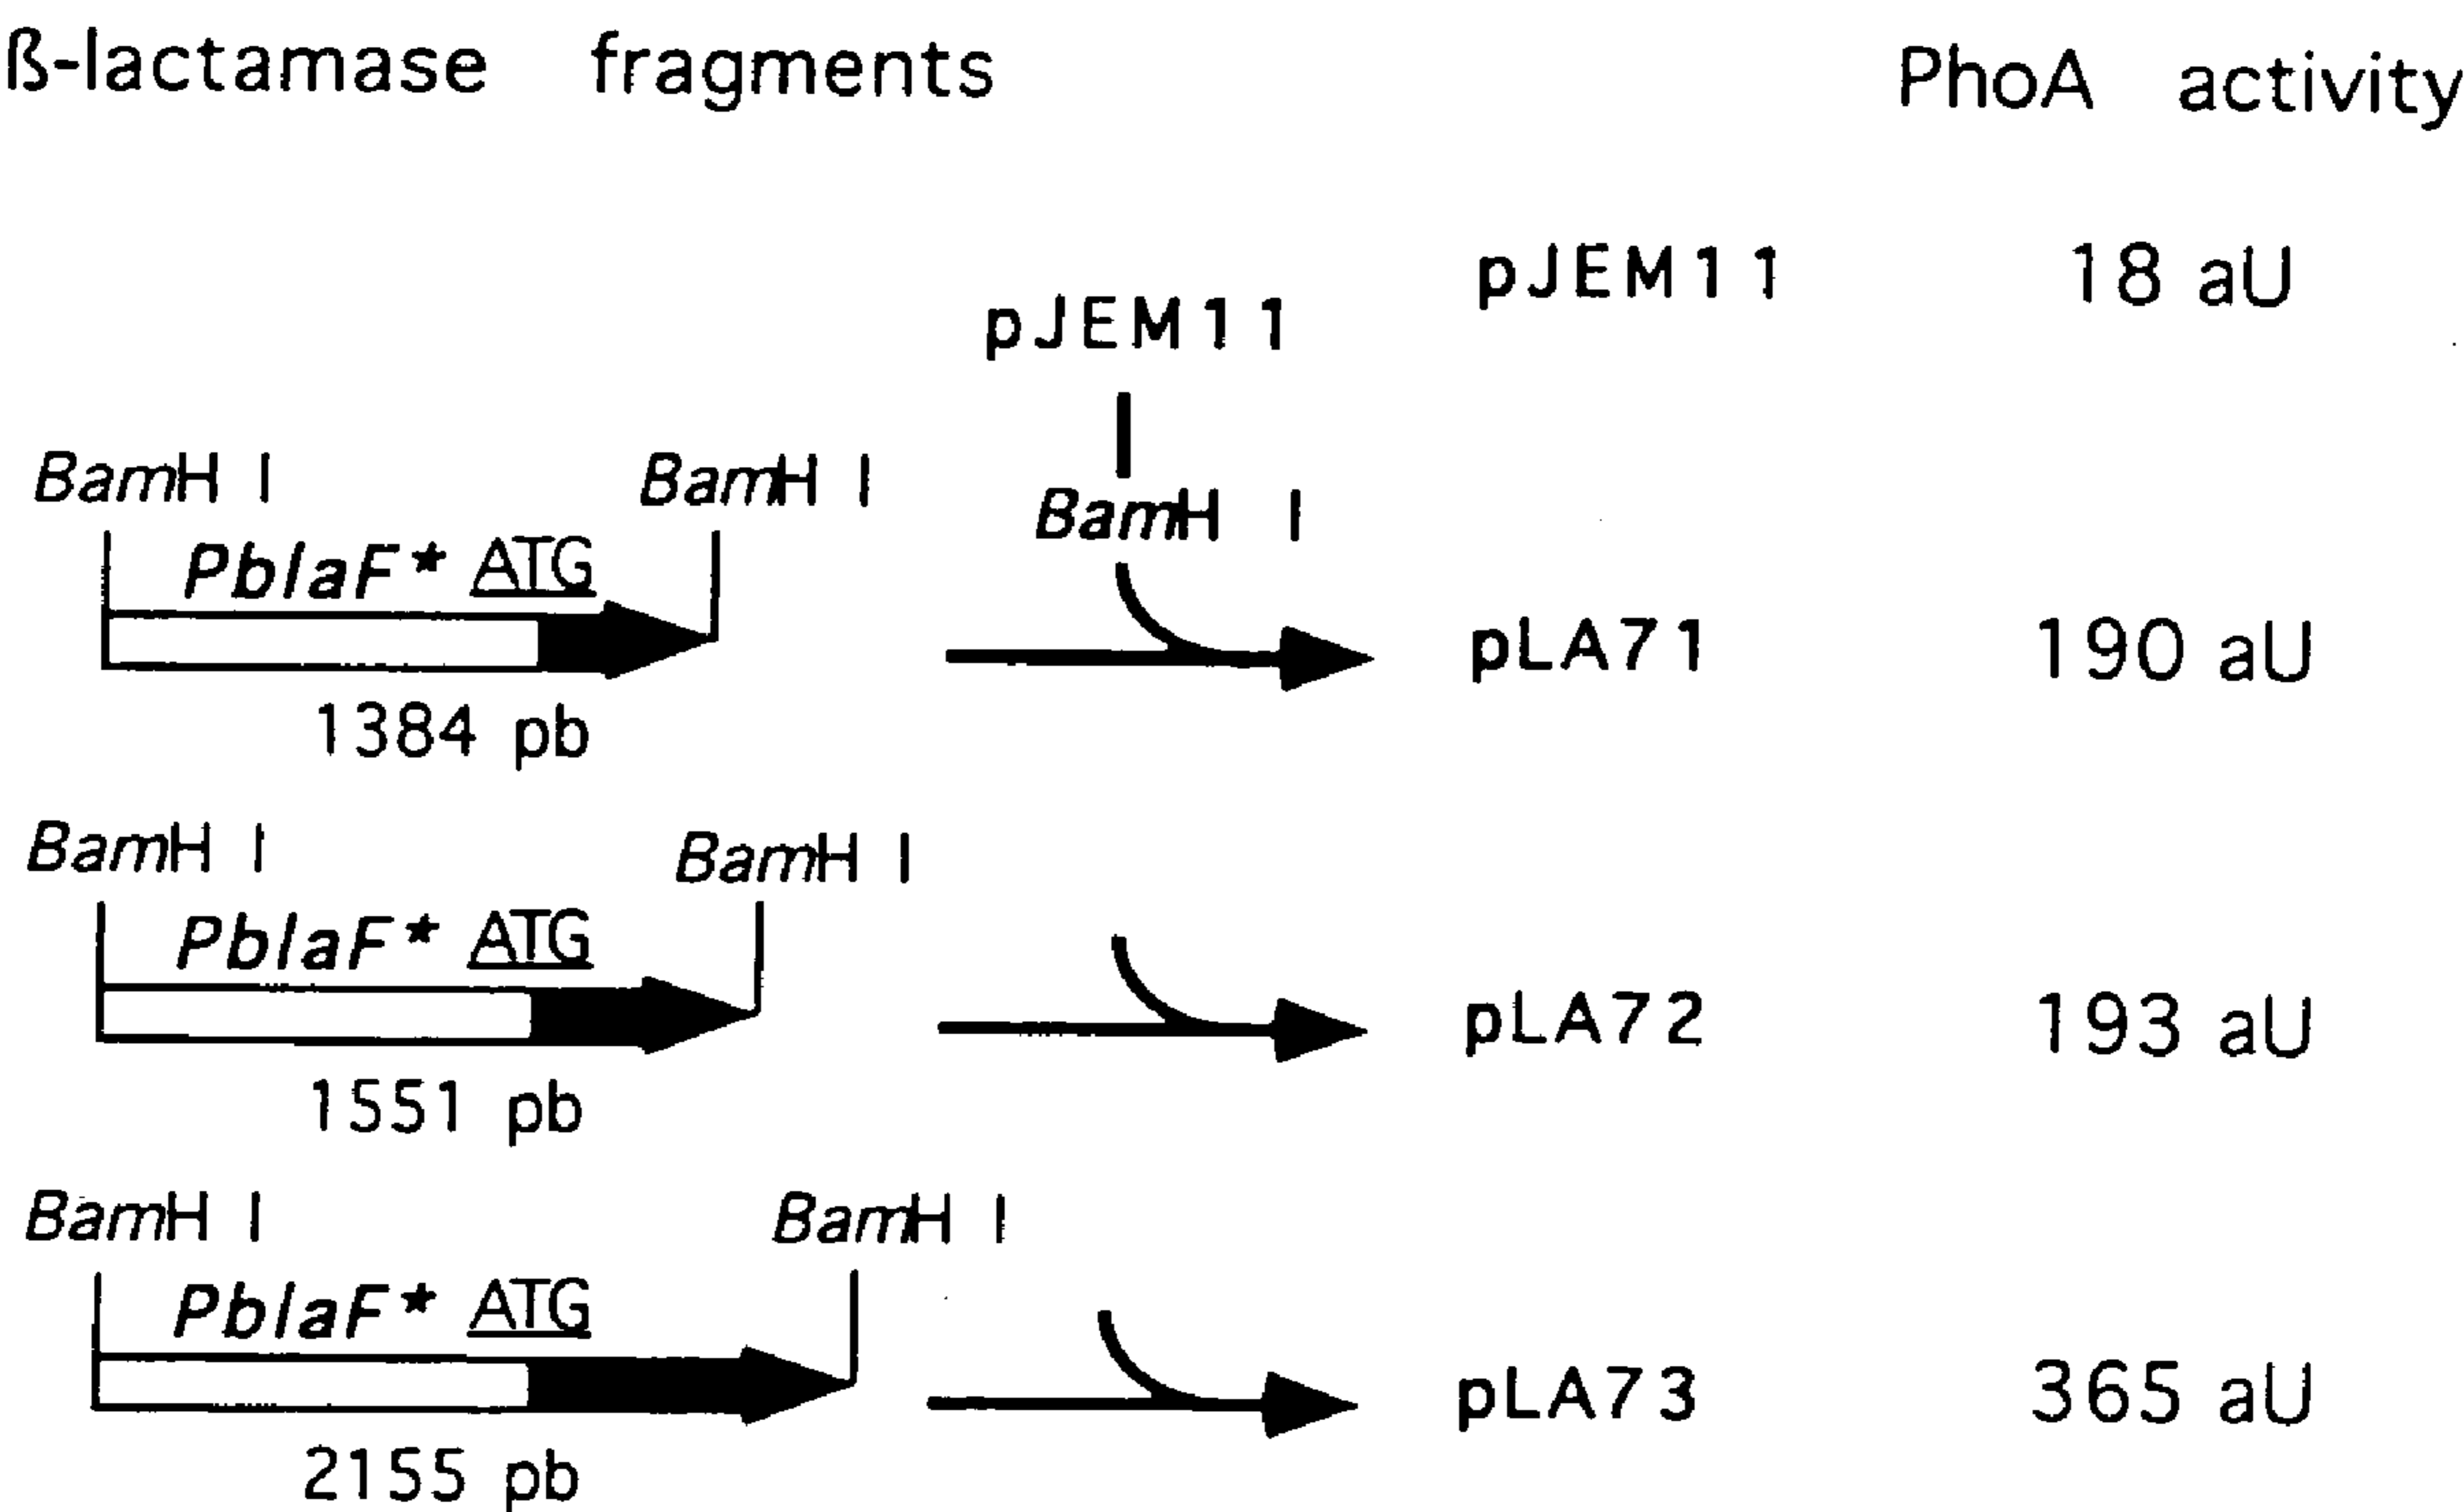 ß-lactamase fragments PhoA activity
pJEM11 18 aU
pJEM11
BamH I BamH I
BamH I
PblaF* ATG
pLA71 190 aU
1384 pb
BamH I BamH I
PblaF* ATG
pLA72 193 aU
1551 pb
BamH I BamH I
PblaF* ATG
pLA73 365 aU
2155 pb